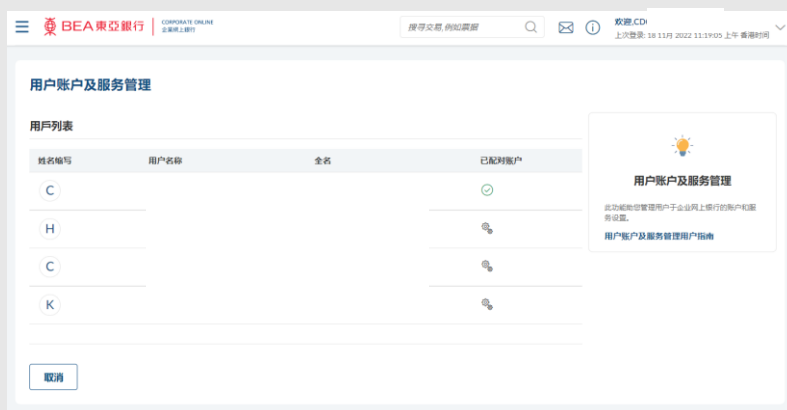 BEA東亞銀行
CORPORATE ONLINE
企業網上銀行
搜寻交易,例如票据
欢迎,CD
上次登录: 18 11月 2022 11:19:05 上午 香港时间
用户账户及服务管理
用戶列表
姓名缩写 用户名称 全名 已配对账户
C
H
C
K
取消
用户账户及服务管理
此功能助您管理用户于企业网上银行的账户和服
务设置。
用户账户及服务管理用户指南